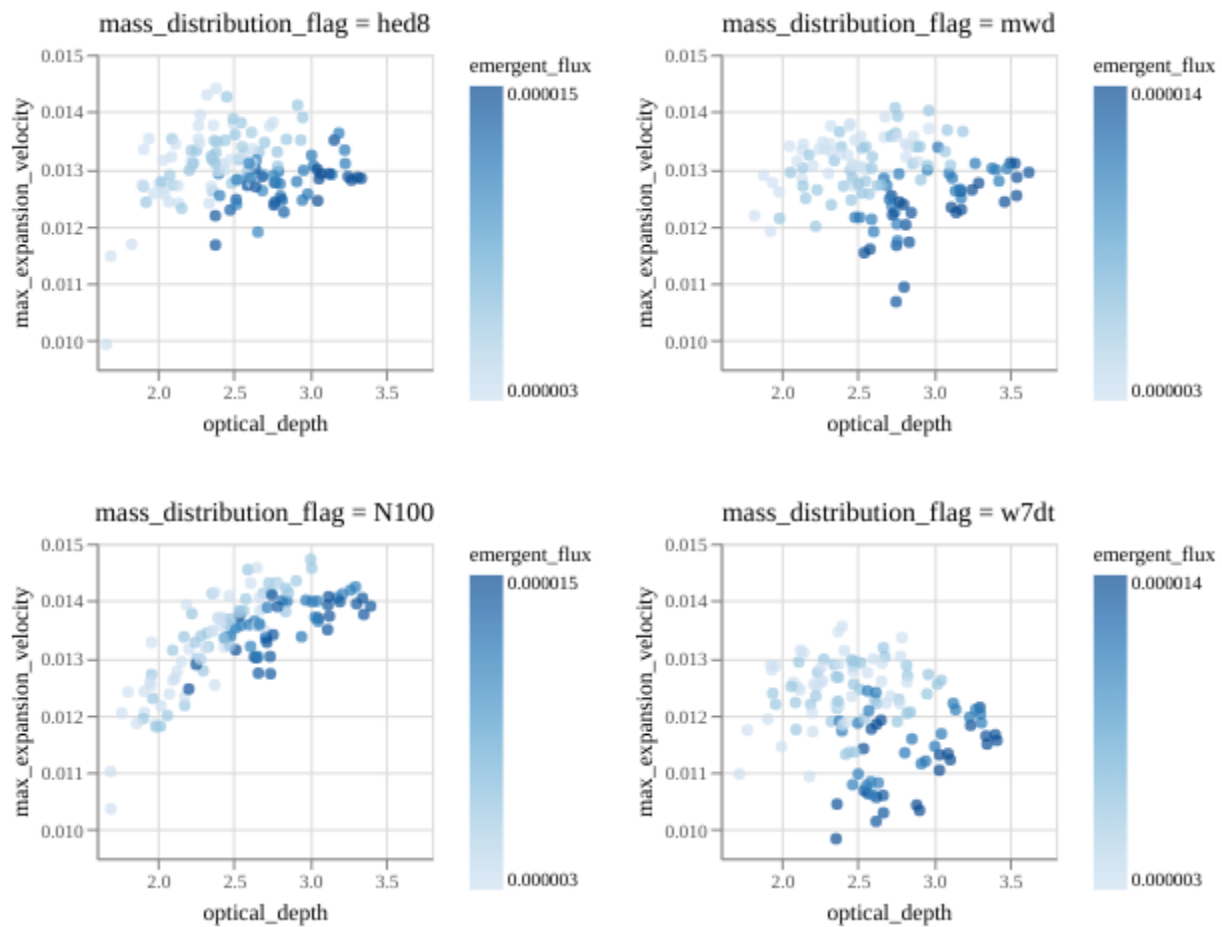 mass_distribution_flag = hed8
emergent_flux
0.000015
0.000003
max_expansion_velocity
0.015
0.014
0.013
0.012
0.011
0.010
2.0 2.5 3.0 3.5
optical_depth
mass_distribution_flag = mwd
emergent_flux
0.000014
0.000003
max_expansion_velocity
0.015
0.014
0.013
0.012
0.011
0.010
2.0 2.5 3.0 3.5
optical_depth
mass_distribution_flag = N100
emergent_flux
0.000015
0.000003
max_expansion_velocity
0.015
0.014
0.013
0.012
0.011
0.010
2.0 2.5 3.0 3.5
optical_depth
mass_distribution_flag = w7dt
emergent_flux
0.000014
0.000003
max_expansion_velocity
0.015
0.014
0.013
0.012
0.011
0.010
2.0 2.5 3.0 3.5
optical_depth